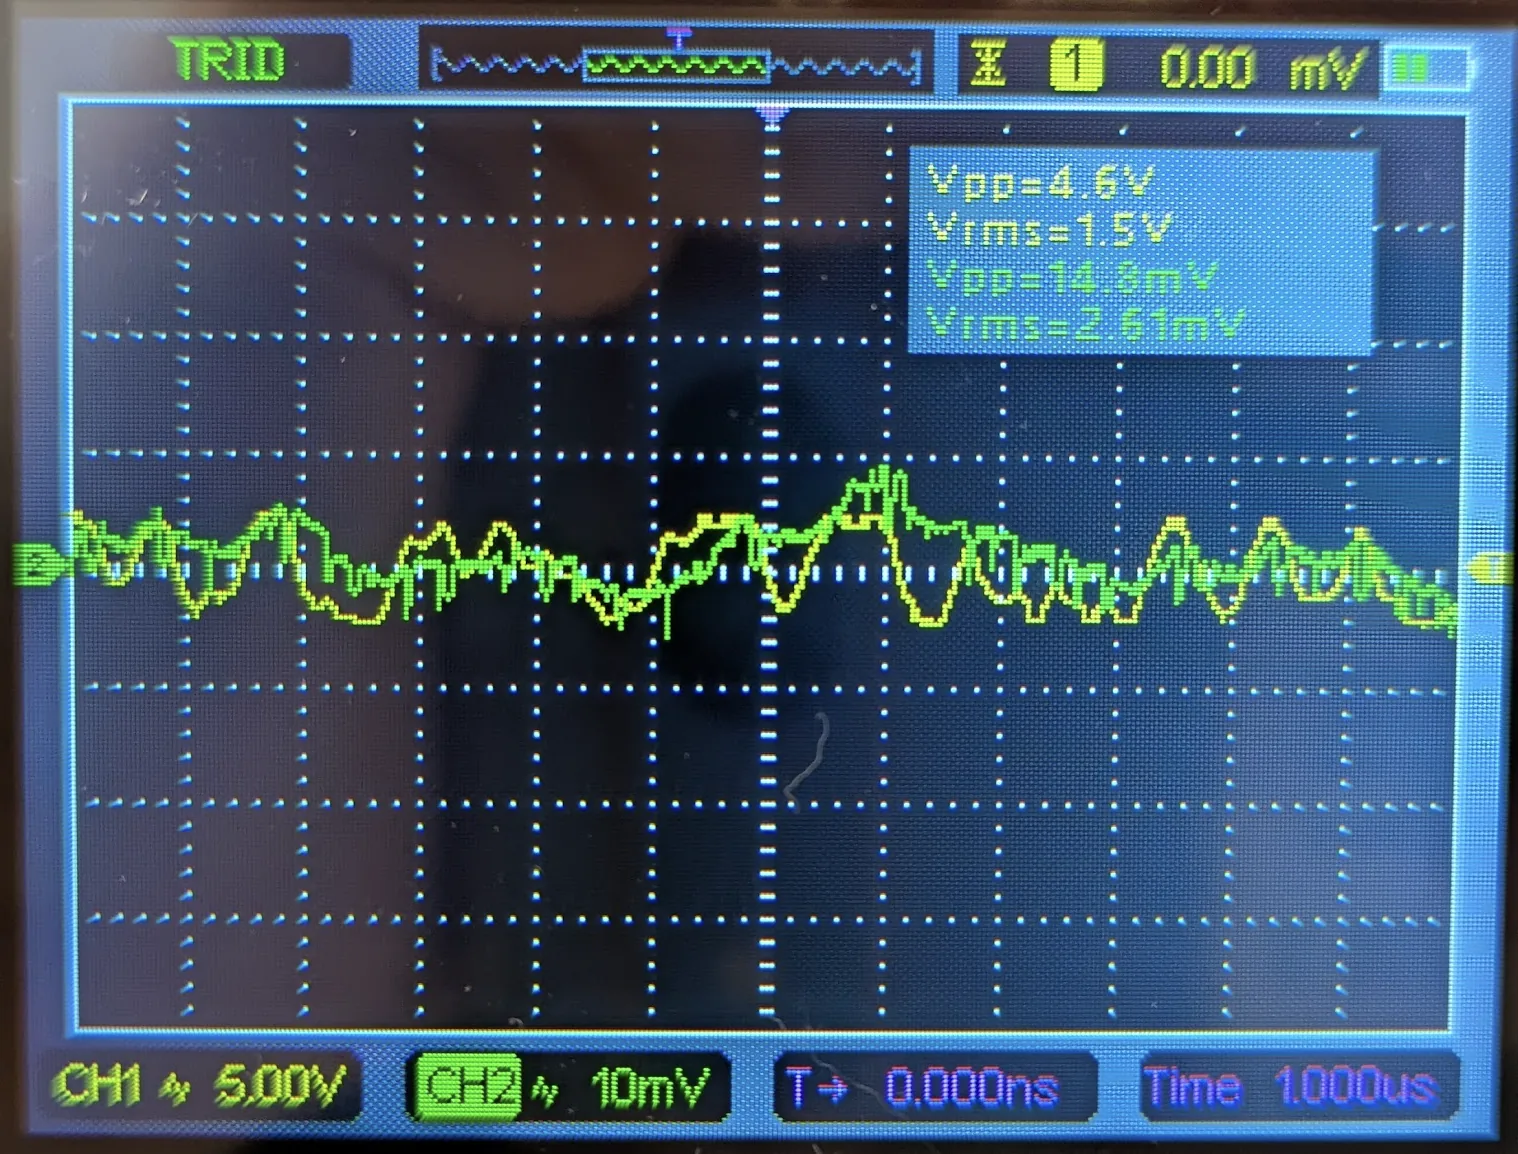 TRID
T
1 0.00 mV
Vpp=4.6V
Vrms=1.5V
Vpp=14.8mV
Vrms=2.61mV
2
T
CH1 5.00V CH2 10mV T→ 0.000ns Time 1.000us